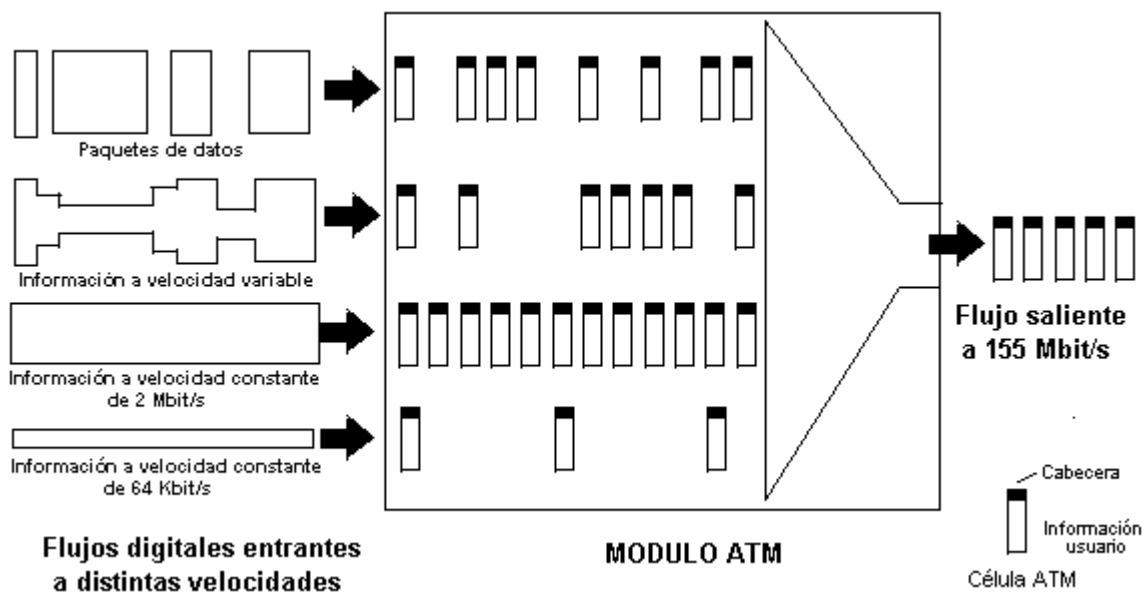 Paquetes de datos
Información a velocidad variable
Información a velocidad constante
de 2 Mbit/s
Información a velocidad constante
de 64 Kbit/s
Flujos digitales entrantes
a distintas velocidades
MODULO ATM
Flujo saliente
a 155 Mbit/s
Cabecera
Información
usuario
Célula ATM